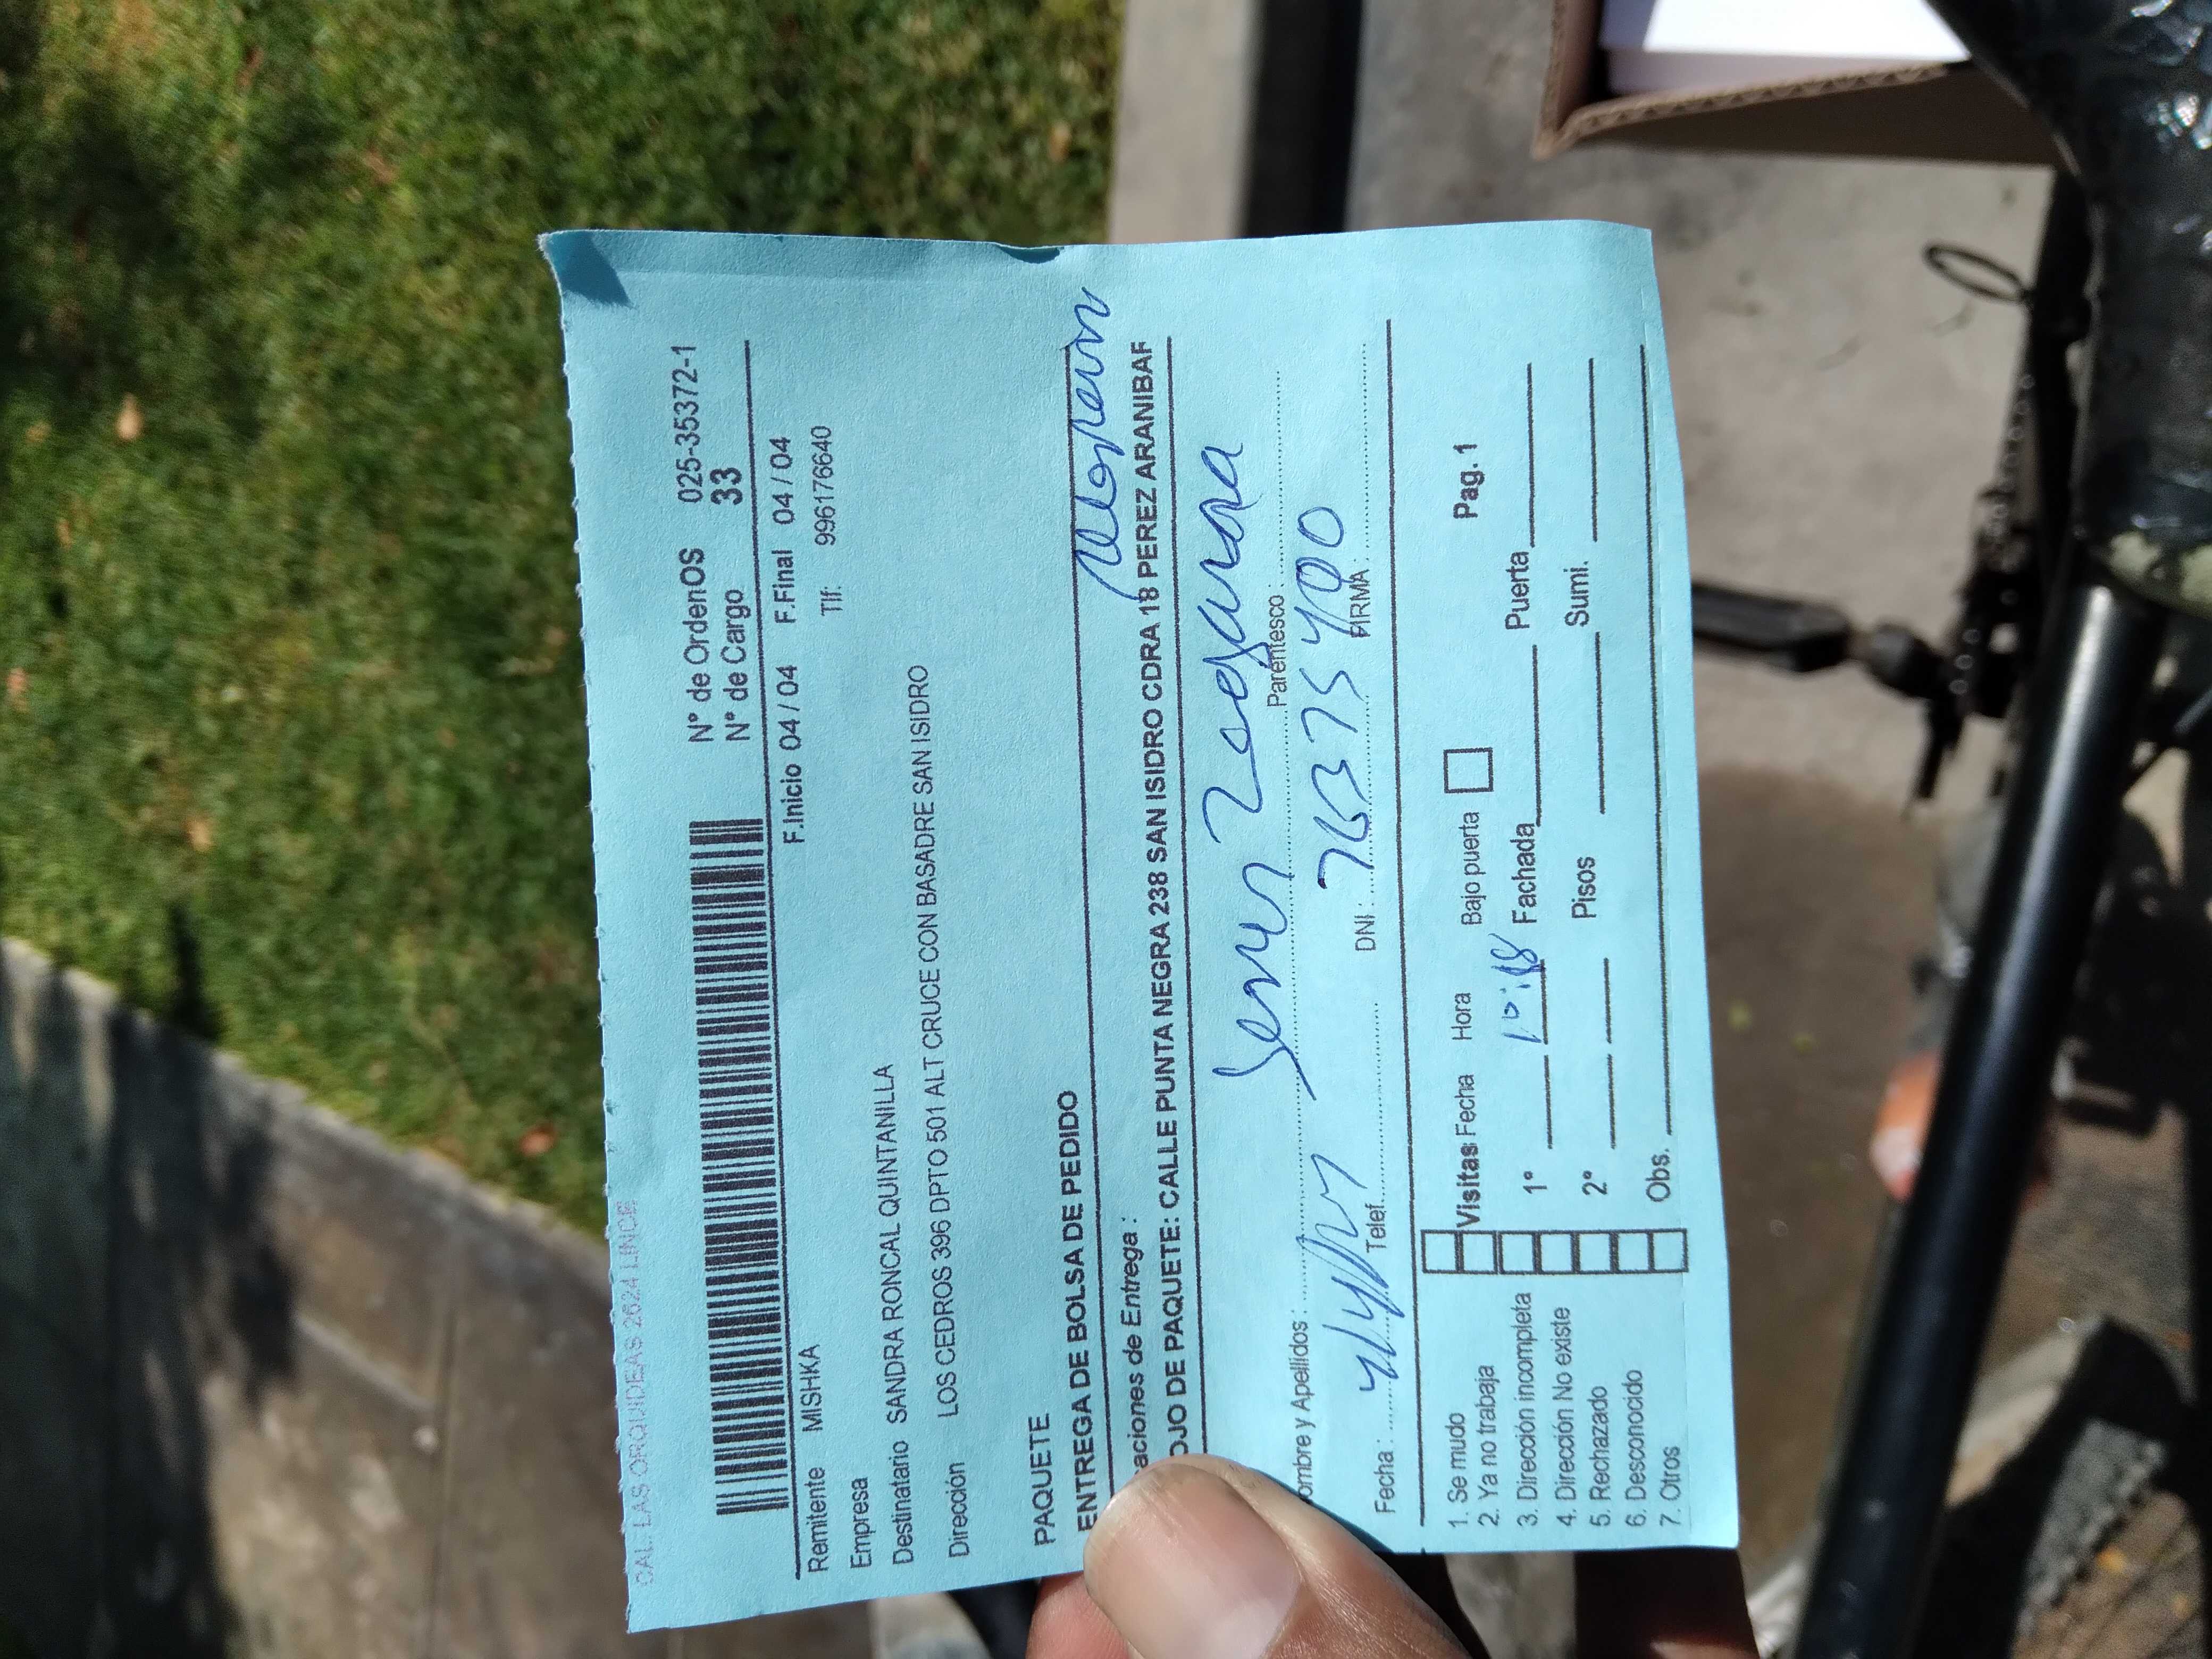 CAL. LAS ORQUIDEAS 2624 LINCE
N° de OrdenOS 025-35372-1
N° de Cargo 33
F.Inicio 04 / 04 F.Final 04 / 04
Remitente MISHKA Tlf: 996176640
Empresa
Destinatario SANDRA RONCAL QUINTANILLA
Dirección LOS CEDROS 396 DPTO 501 ALT CRUCE CON BASADRE SAN ISIDRO
PAQUETE
ENTREGA DE BOLSA DE PEDIDO
aciones de Entrega :
OJO DE PAQUETE: CALLE PUNTA NEGRA 238 SAN ISIDRO CDRA 18 PEREZ ARANIBAF
ombre y Apellidos : Parentesco :
Fecha : Telef. DNI : 76375400 FIRMA
1. Se mudo
2. Ya no trabaja
3. Dirección incompleta
4. Dirección No existe
5. Rechazado
6. Desconocido
7. Otros
Visitas Fecha Hora Bajo puerta Pag. 1
1° Fachada Puerta
2° Pisos Sumi.
Obs.